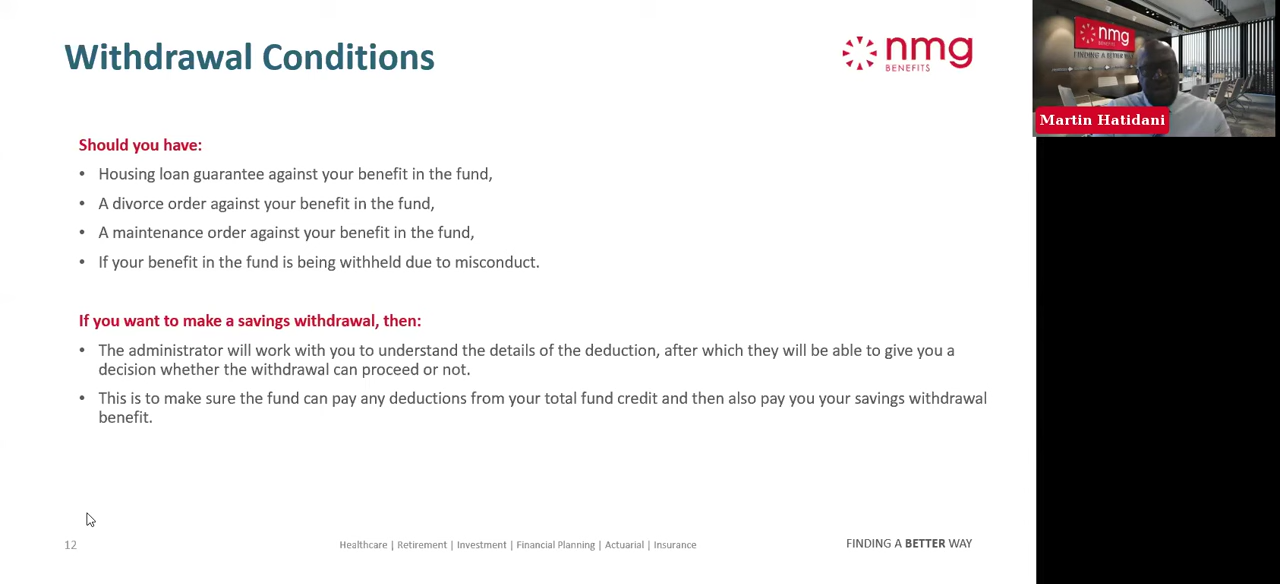 Withdrawal Conditions
nmg
BENEFITS
Should you have:
• Housing loan guarantee against your benefit in the fund,
• A divorce order against your benefit in the fund,
• A maintenance order against your benefit in the fund,
• If your benefit in the fund is being withheld due to misconduct.
If you want to make a savings withdrawal, then:
• The administrator will work with you to understand the details of the deduction, after which they will be able to give you a
decision whether the withdrawal can proceed or not.
• This is to make sure the fund can pay any deductions from your total fund credit and then also pay you your savings withdrawal
benefit.
12
Healthcare | Retirement | Investment | Financial Planning | Actuarial | Insurance
FINDING A BETTER WAY
nmg
BENEFITS
FINDING A BETTER
Martin Hatidani